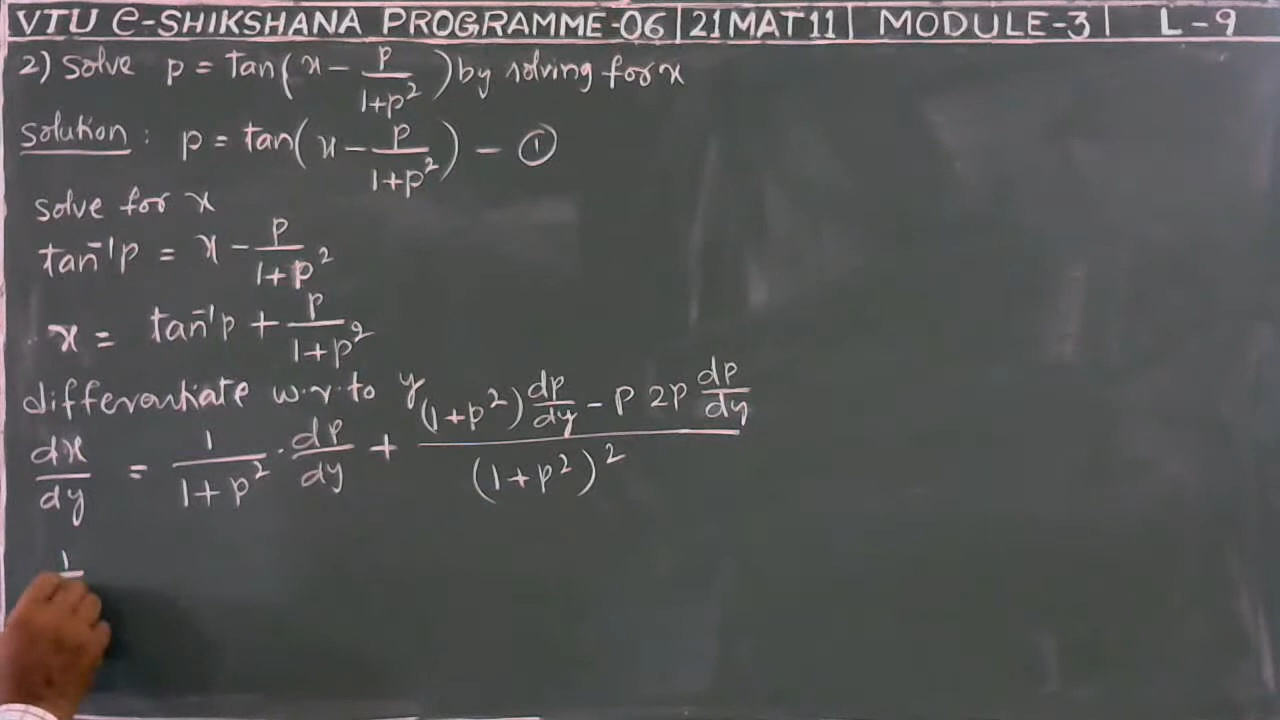 VTU e-SHIKSHANA PROGRAMME-06 | 21MAT11 | MODULE-3 | L-9
2) Solve p = tan(x - p/(1+p²)) by solving for x
Solution: p = tan(x - p/(1+p²)) — ①
solve for x
tan⁻¹p = x - p/(1+p²)
x = tan⁻¹p + p/(1+p²)
differentiate w.r.to y
dx/dy = 1/(1+p²) · dp/dy + ((1+p²) dp/dy - p 2p dp/dy)/(1+p²)²
1